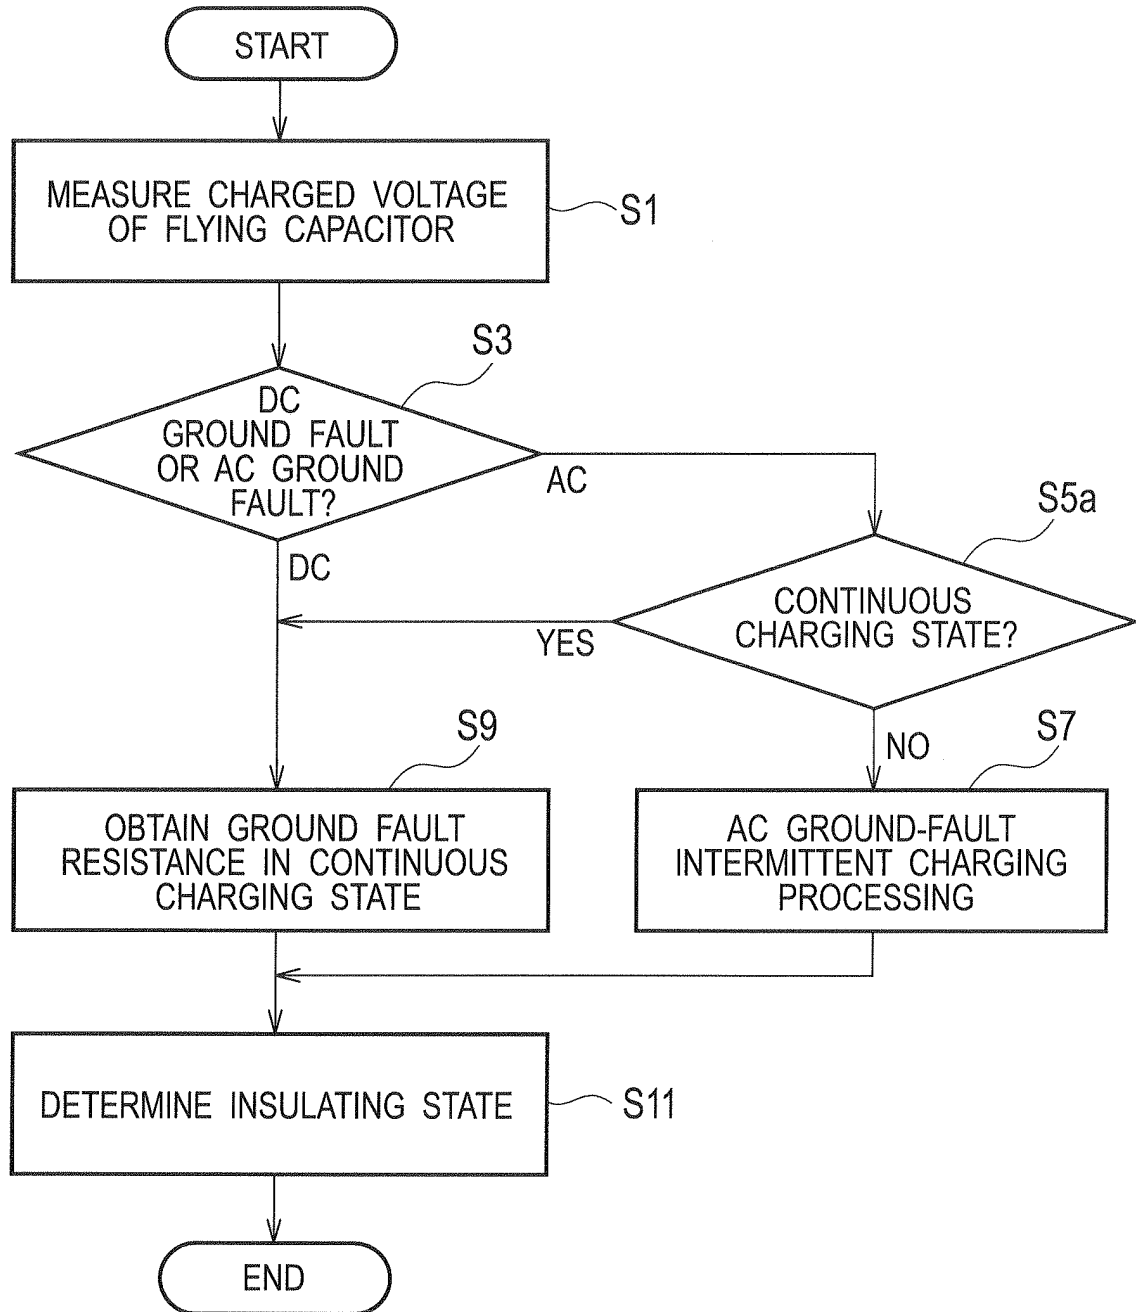 START
MEASURE CHARGED VOLTAGE
OF FLYING CAPACITOR
S1
S3
DC
GROUND FAULT
OR AC GROUND
FAULT?
AC
DC
S5a
CONTINUOUS
CHARGING STATE?
YES
NO
S9
OBTAIN GROUND FAULT
RESISTANCE IN CONTINUOUS
CHARGING STATE
S7
AC GROUND-FAULT
INTERMITTENT CHARGING
PROCESSING
DETERMINE INSULATING STATE
S11
END